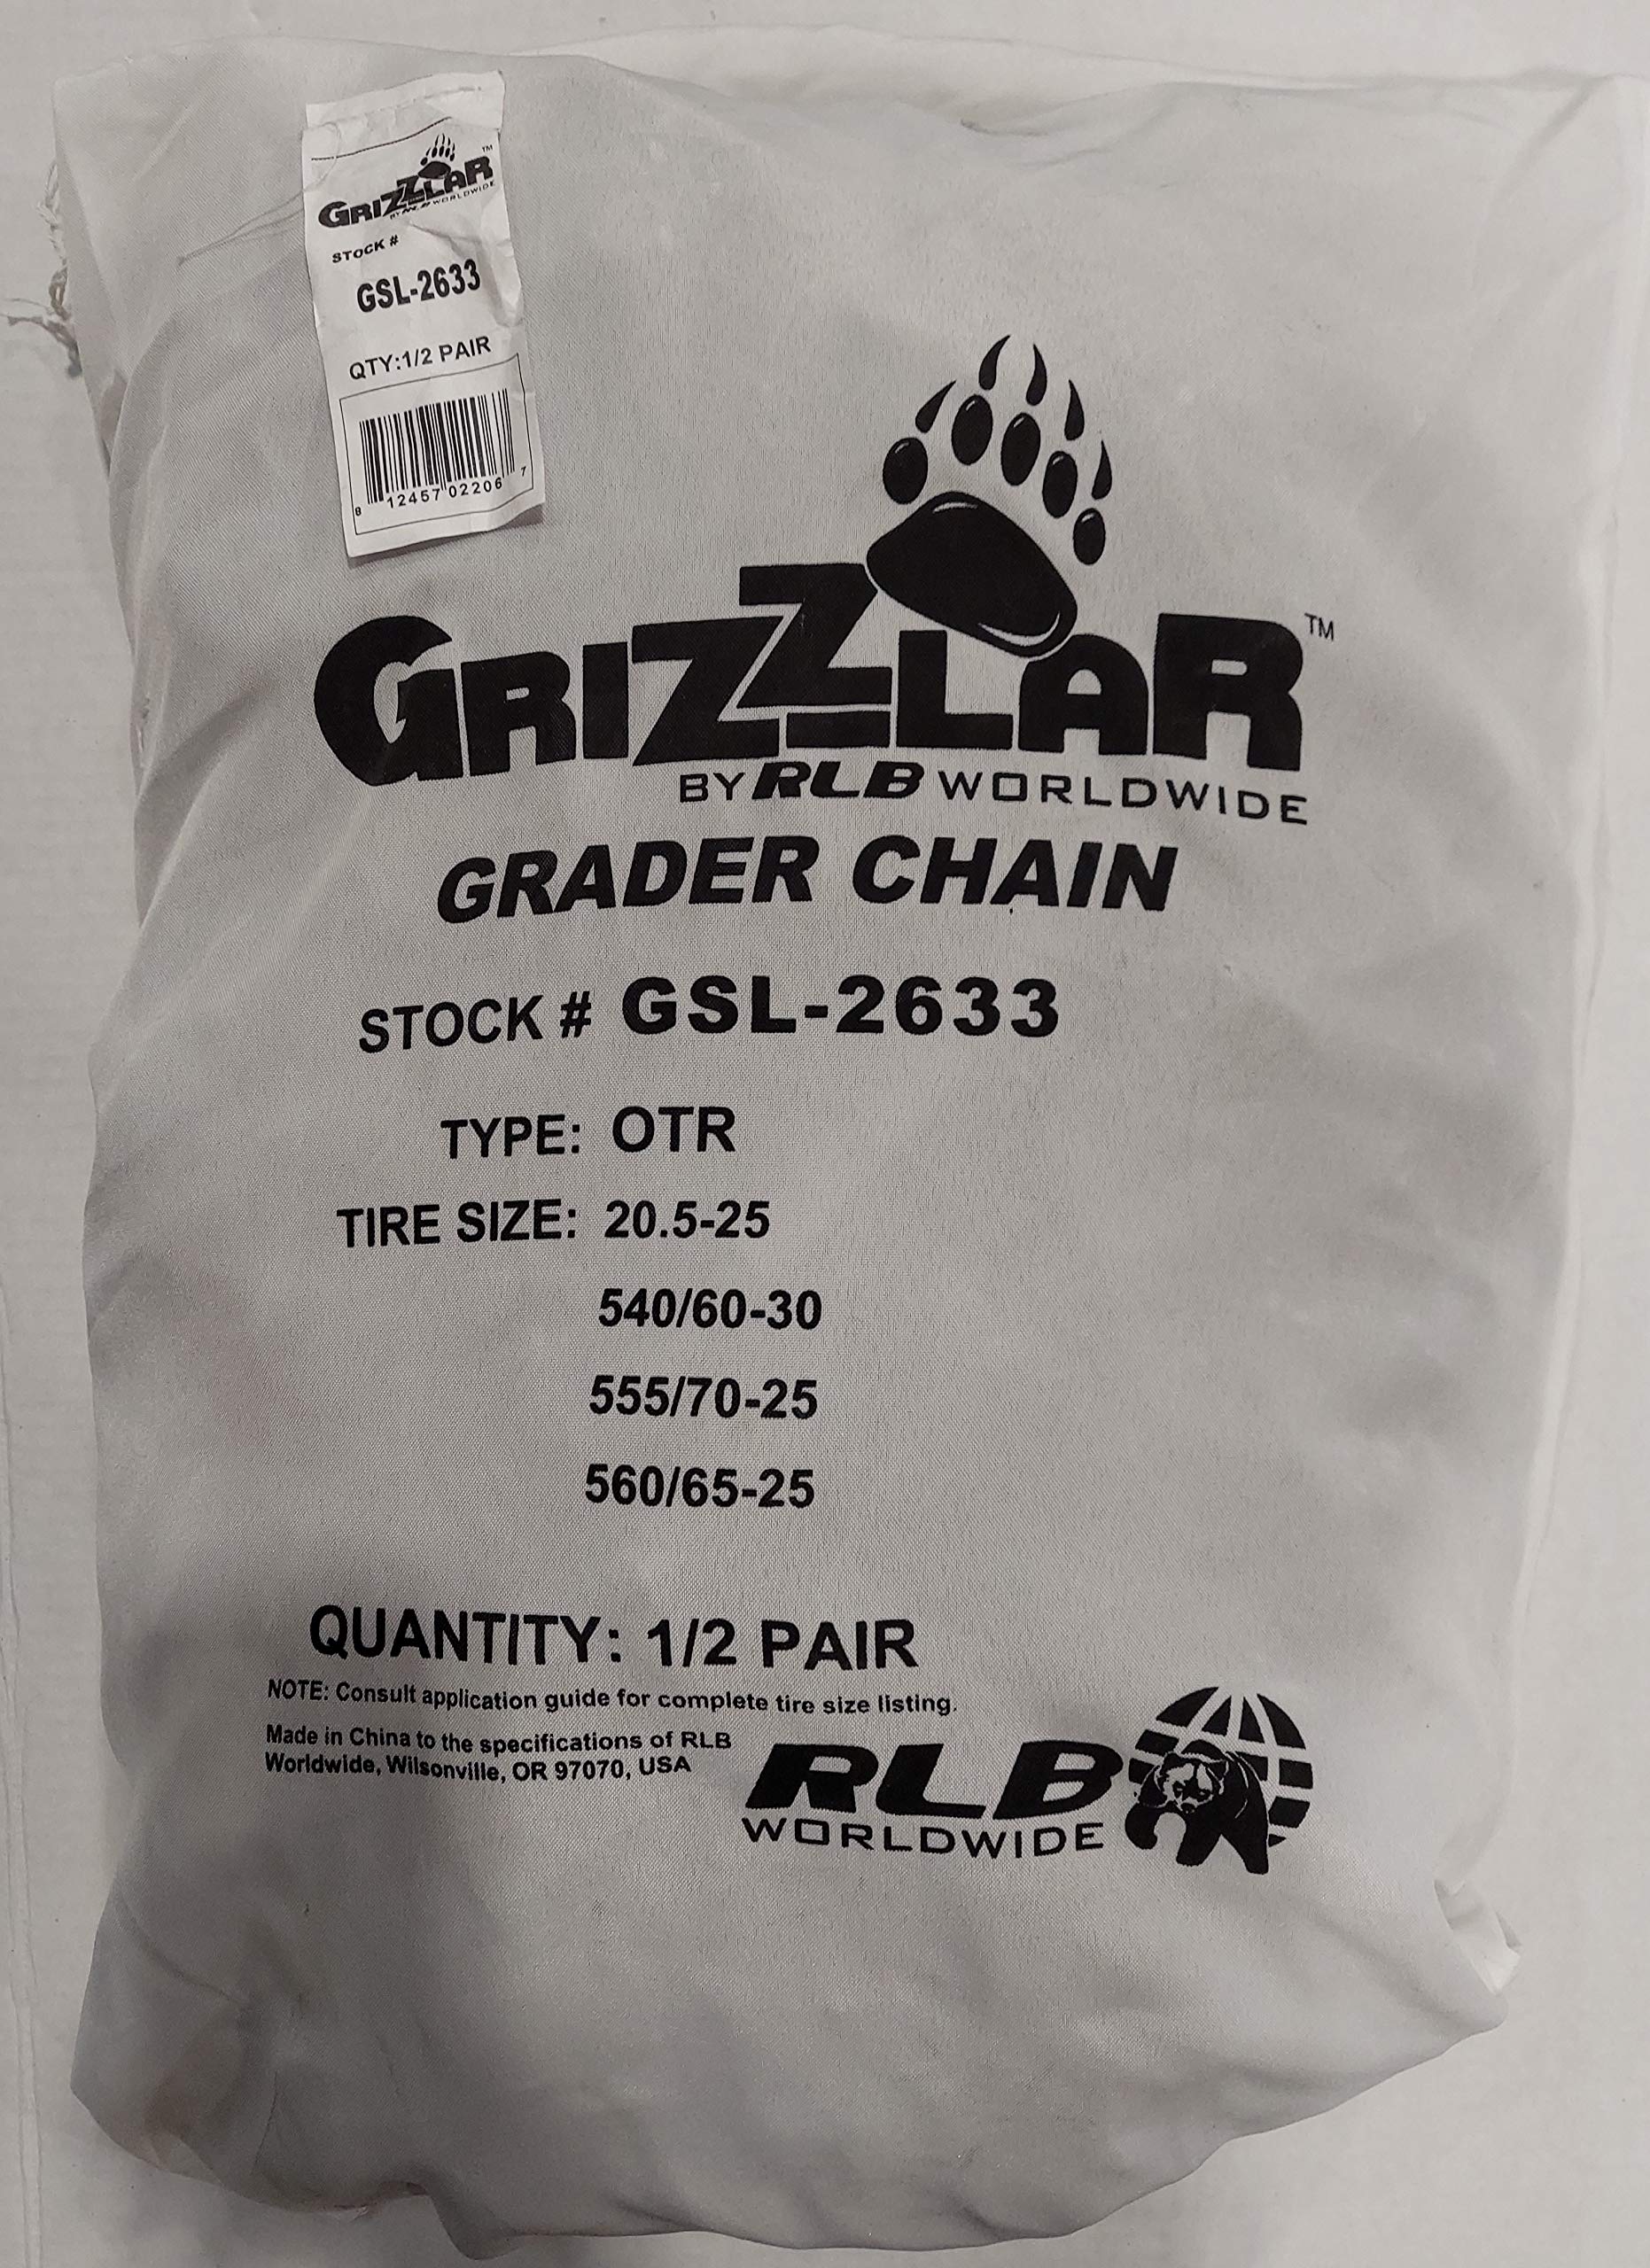 GRIZZLAR™
BY RLB WORLDWIDE
STOCK #
GSL-2633
QTY:1/2 PAIR
8 12457 02206 7
GRIZZLAR™
BY RLB WORLDWIDE
GRADER CHAIN
STOCK # GSL-2633
TYPE: OTR
TIRE SIZE: 20.5-25
540/60-30
555/70-25
560/65-25
QUANTITY: 1/2 PAIR
NOTE: Consult application guide for complete tire size listing.
Made in China to the specifications of RLB
Worldwide, Wilsonville, OR 97070, USA
RLB
WORLDWIDE